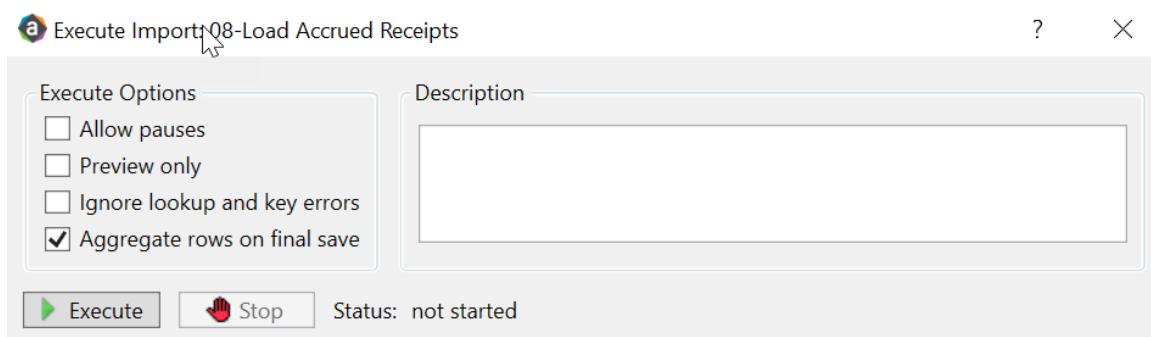 Execute Import: 08-Load Accrued Receipts
?
Execute Options
Allow pauses
Preview only
Ignore lookup and key errors
Aggregate rows on final save
Description
Execute
Stop
Status: not started